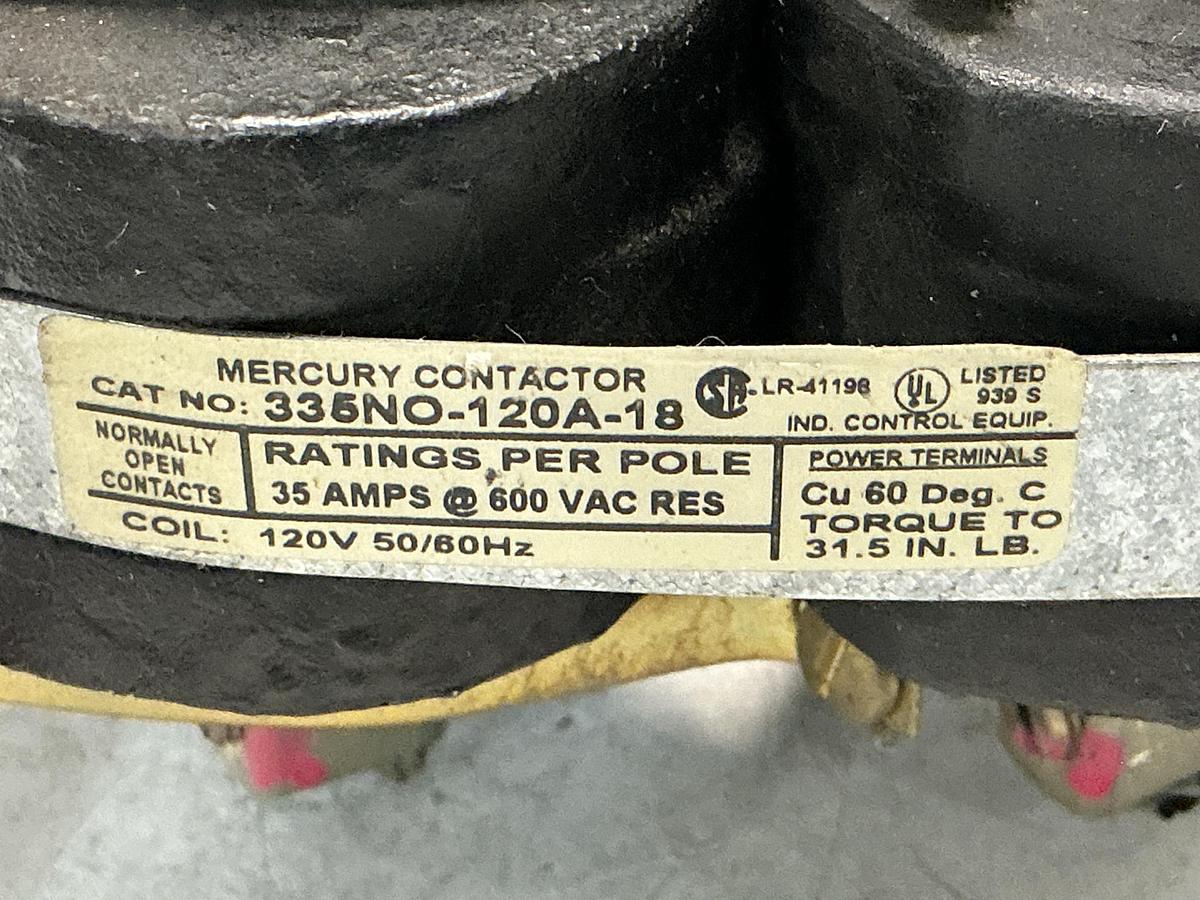 MERCURY CONTACTOR
CAT NO: 335NO-120A-18
LR-41198
UL LISTED
939 S
IND. CONTROL EQUIP.
NORMALLY
OPEN
CONTACTS
RATINGS PER POLE
35 AMPS @ 600 VAC RES
COIL: 120V 50/60Hz
POWER TERMINALS
Cu 60 Deg. C
TORQUE TO
31.5 IN. LB.